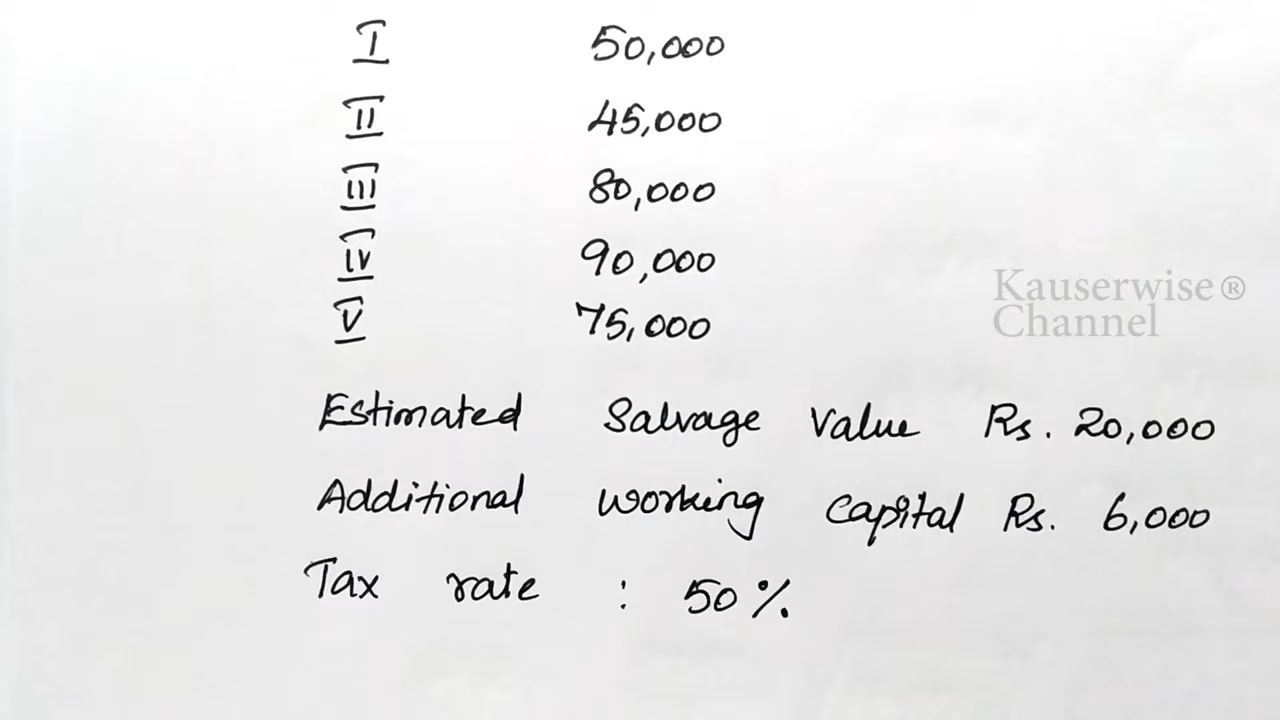 I 50,000
II 45,000
III 80,000
IV 90,000
Kauserwise®
Channel
V 75,000
Estimated Salvage Value Rs. 20,000
Additional working capital Rs. 6,000
Tax rate : 50%